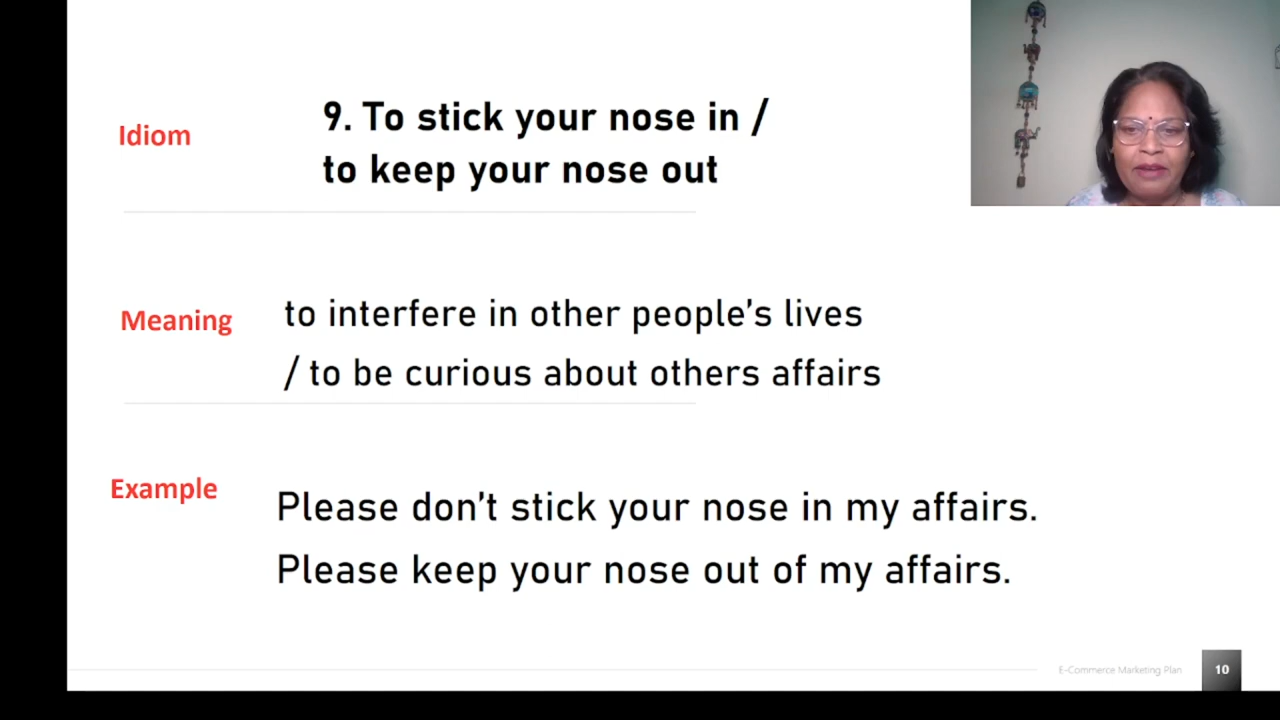 Idiom
9. To stick your nose in /
to keep your nose out
Meaning
to interfere in other people’s lives
/ to be curious about others affairs
Example
Please don’t stick your nose in my affairs.
Please keep your nose out of my affairs.
E-Commerce Marketing Plan
10